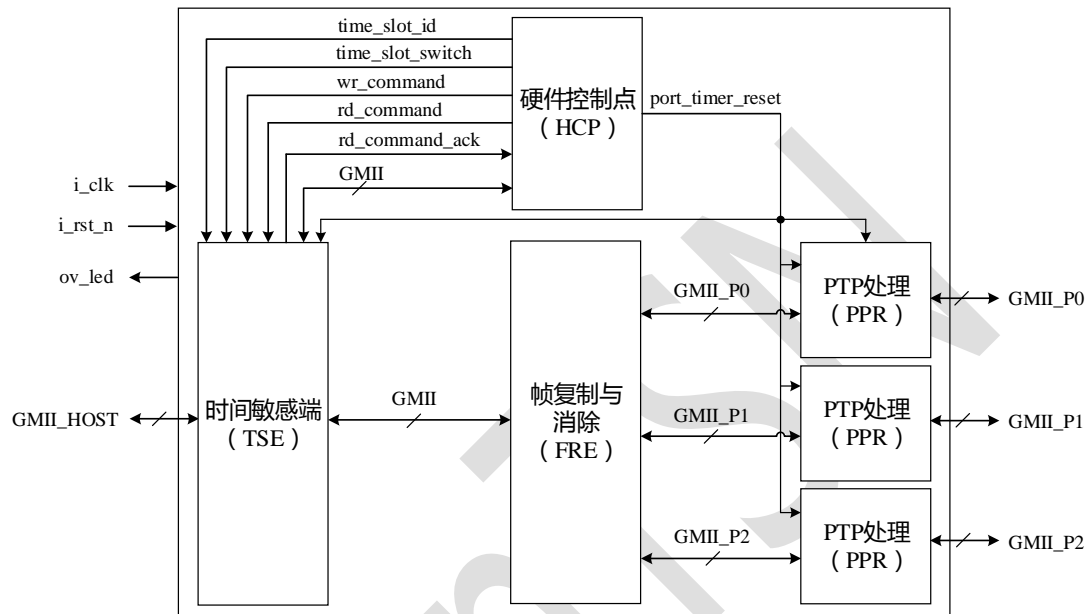 time_slot_id
time_slot_switch
wr_command
rd_command
rd_command_ack
GMII
硬件控制点
（HCP）
port_timer_reset
i_clk
i_rst_n
ov_led
GMII_HOST
时间敏感端
（TSE）
GMII
帧复制与
消除
（FRE）
GMII_P0
PTP处理
（PPR）
GMII_P0
GMII_P1
PTP处理
（PPR）
GMII_P1
GMII_P2
PTP处理
（PPR）
GMII_P2